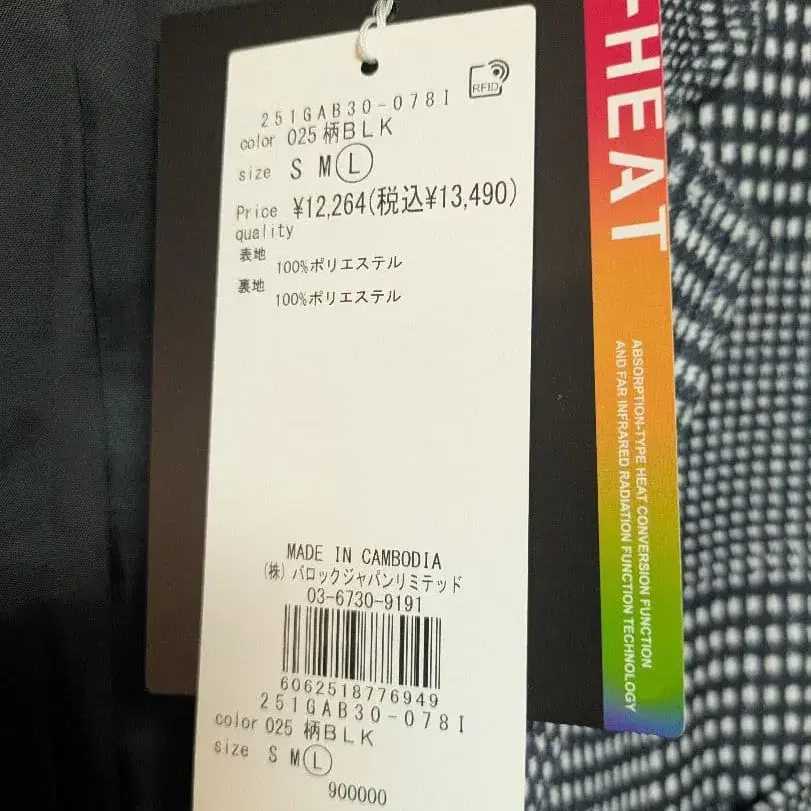 RFID
251GAB30-078I
color 025 柄BLK
size S M L
Price ¥12,264(税込¥13,490)
quality
表地
100%ポリエステル
裏地
100%ポリエステル
MADE IN CAMBODIA
(株) バロックジャパンリミテッド
03-6730-9191
6062518776949
251GAB30-078I
color 025 柄BLK
size S M L
900000
-HEAT
ABSORPTION-TYPE HEAT CONVERSION FUNCTION
AND FAR INFRARED RADIATION FUNCTION TECHNOLOGY